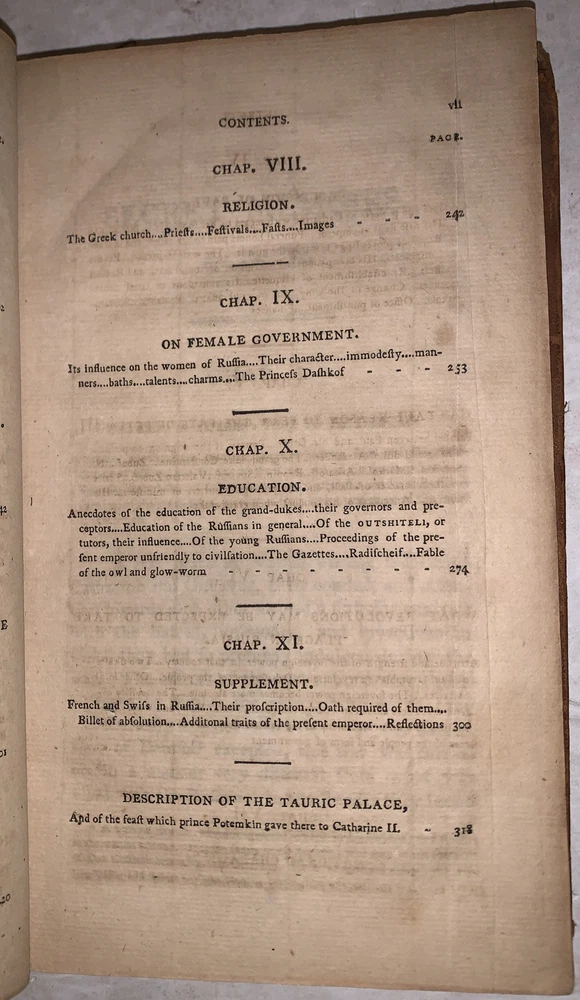 vii
CONTENTS.
PAGE.
CHAP. VIII.
RELIGION.
The Greek church....Prieſts....Feſtivals....Faſts....Images - - - 242
CHAP. IX.
ON FEMALE GOVERNMENT.
Its influence on the women of Ruſſia....Their character....immodeſty....man-
ners....baths....talents....charms....The Princeſs Daſhkof - - - 253
CHAP. X.
EDUCATION.
Anecdotes of the education of the grand-dukes....their governors and pre-
ceptors....Education of the Ruſſians in general....Of the OUTSHITELI, or
tutors, their influence....Of the young Ruſſians....Proceedings of the pre-
ſent emperor unfriendly to civilſation....The Gazettes....Radiſcheif....Fable
of the owl and glow-worm - - - - - - - - 274
CHAP. XI.
SUPPLEMENT.
French and Swiſs in Ruſſia....Their proſcription....Oath required of them....
Billet of abſolution....Additonal traits of the preſent emperor....Reflections 300
DESCRIPTION OF THE TAURIC PALACE,
And of the feaſt which prince Potemkin gave there to Catharine II. - 318